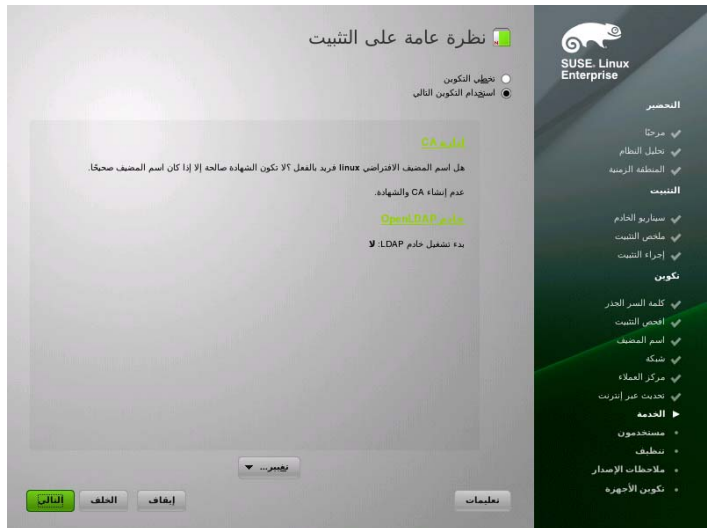 نظرة عامة على التثبيت
تخطي التكوين
استخدام التكوين التالي
إدارة CA
هل اسم المضيف الافتراضي linux فريد بالفعل ؟لا تكون الشهادة صالحة إلا إذا كان اسم المضيف صحيحًا.
عدم إنشاء CA والشهادة.
خادم OpenLDAP
بدء تشغيل خادم LDAP: لا
تغيير...
تعليمات
إيقاف
الخلف
التالي
SUSE. Linux
Enterprise
التحضير
مرحبًا
تحليل النظام
المنطقة الزمنية
التثبيت
سيناريو الخادم
ملخص التثبيت
إجراء التثبيت
تكوين
كلمة السر الجذر
افحص التثبيت
اسم المضيف
شبكة
مركز العملاء
تحديث عبر إنترنت
الخدمة
مستخدمون
تنظيف
ملاحظات الإصدار
تكوين الأجهزة